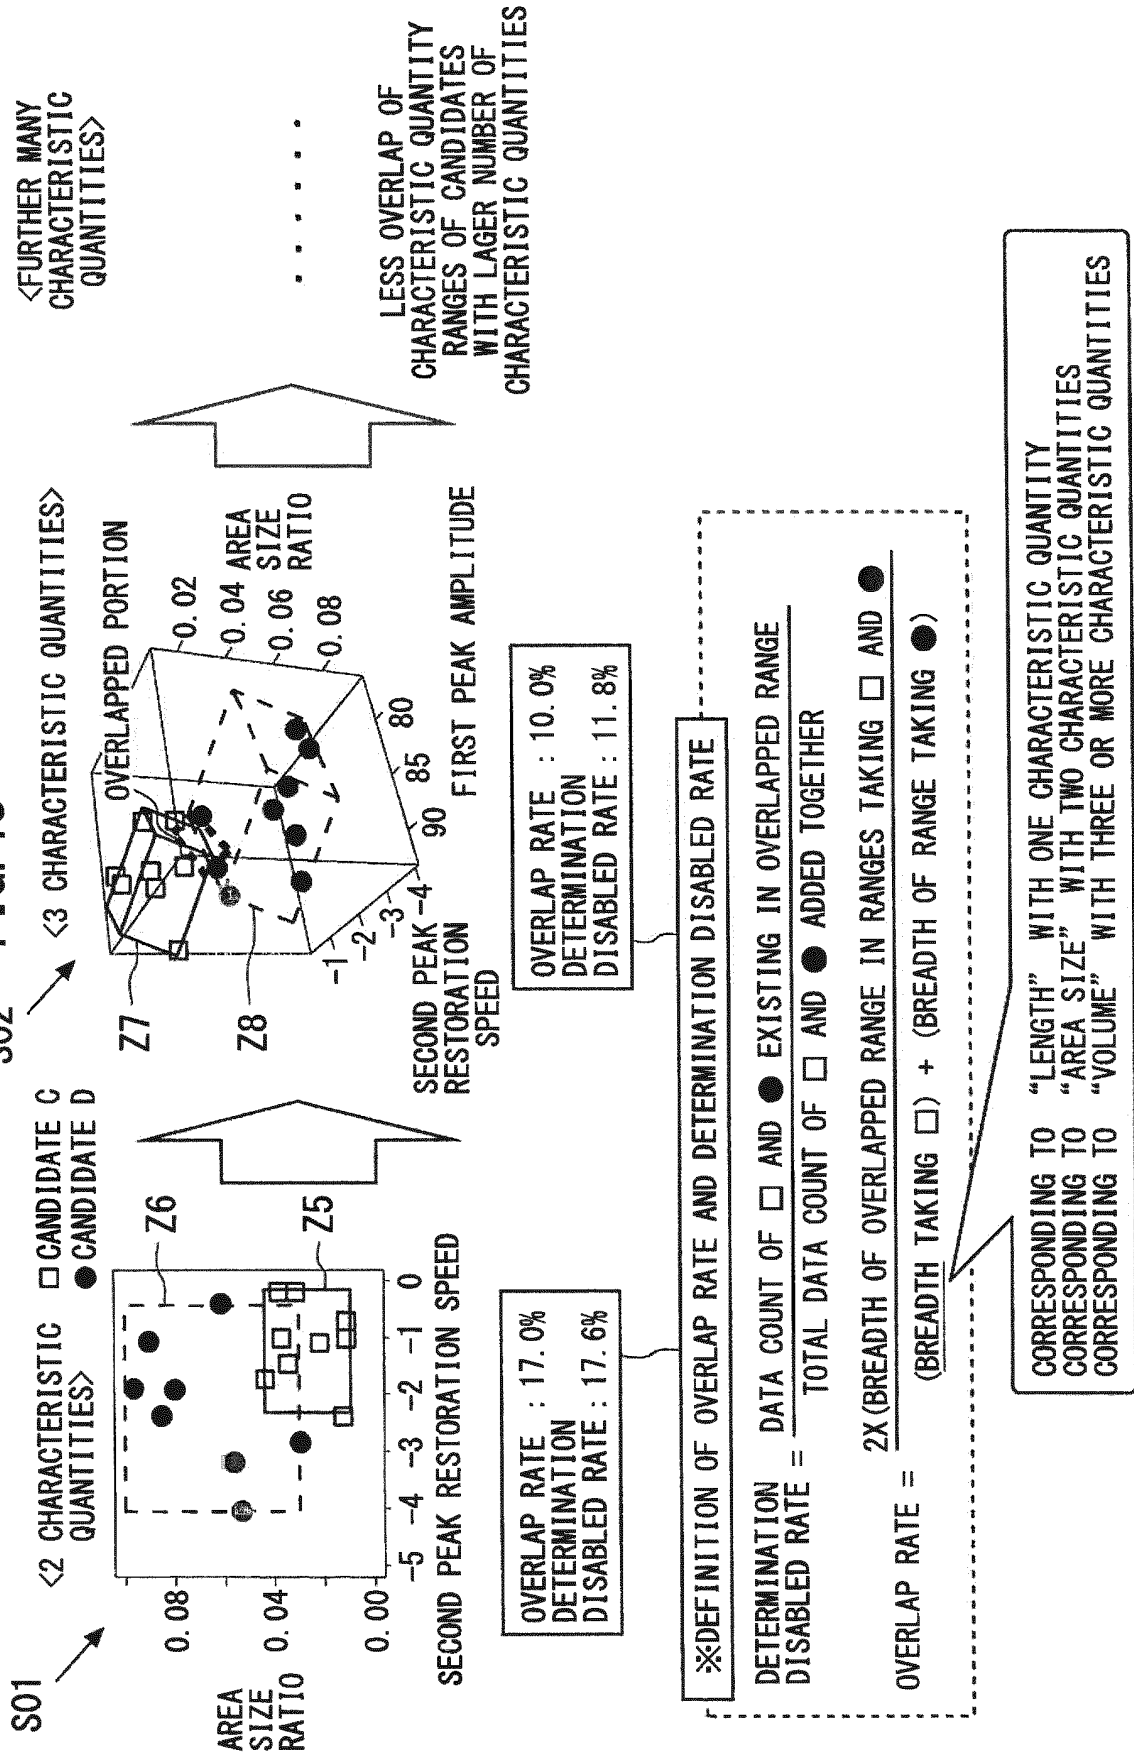 S01
<2 CHARACTERISTIC
QUANTITIES>
□ CANDIDATE C
● CANDIDATE D
Z6
Z5
AREA
SIZE
RATIO
0.08
0.04
0.00
-5
-4
-3
-2
-1
0
SECOND PEAK RESTORATION SPEED
OVERLAP RATE : 17.0%
DETERMINATION
DISABLED RATE : 17.6%
<3 CHARACTERISTIC QUANTITIES>
OVERLAPPED PORTION
Z7
Z8
0.02
0.04
0.06
0.08
AREA
SIZE
RATIO
-1
-2
-3
-4
90
85
80
SECOND PEAK
RESTORATION
SPEED
FIRST PEAK AMPLITUDE
OVERLAP RATE : 10.0%
DETERMINATION
DISABLED RATE : 11.8%
<FURTHER MANY
CHARACTERISTIC
QUANTITIES>
......
LESS OVERLAP OF
CHARACTERISTIC QUANTITY
RANGES OF CANDIDATES
WITH LAGER NUMBER OF
CHARACTERISTIC QUANTITIES
※DEFINITION OF OVERLAP RATE AND DETERMINATION DISABLED RATE
DETERMINATION
DISABLED RATE =
DATA COUNT OF □ AND ● EXISTING IN OVERLAPPED RANGE
TOTAL DATA COUNT OF □ AND ● ADDED TOGETHER
OVERLAP RATE =
2X(BREADTH OF OVERLAPPED RANGE IN RANGES TAKING □ AND ●
(BREADTH TAKING □) + (BREADTH OF RANGE TAKING ●)
CORRESPONDING TO "LENGTH" WITH ONE CHARACTERISTIC QUANTITY
CORRESPONDING TO "AREA SIZE" WITH TWO CHARACTERISTIC QUANTITIES
CORRESPONDING TO "VOLUME" WITH THREE OR MORE CHARACTERISTIC QUANTITIES